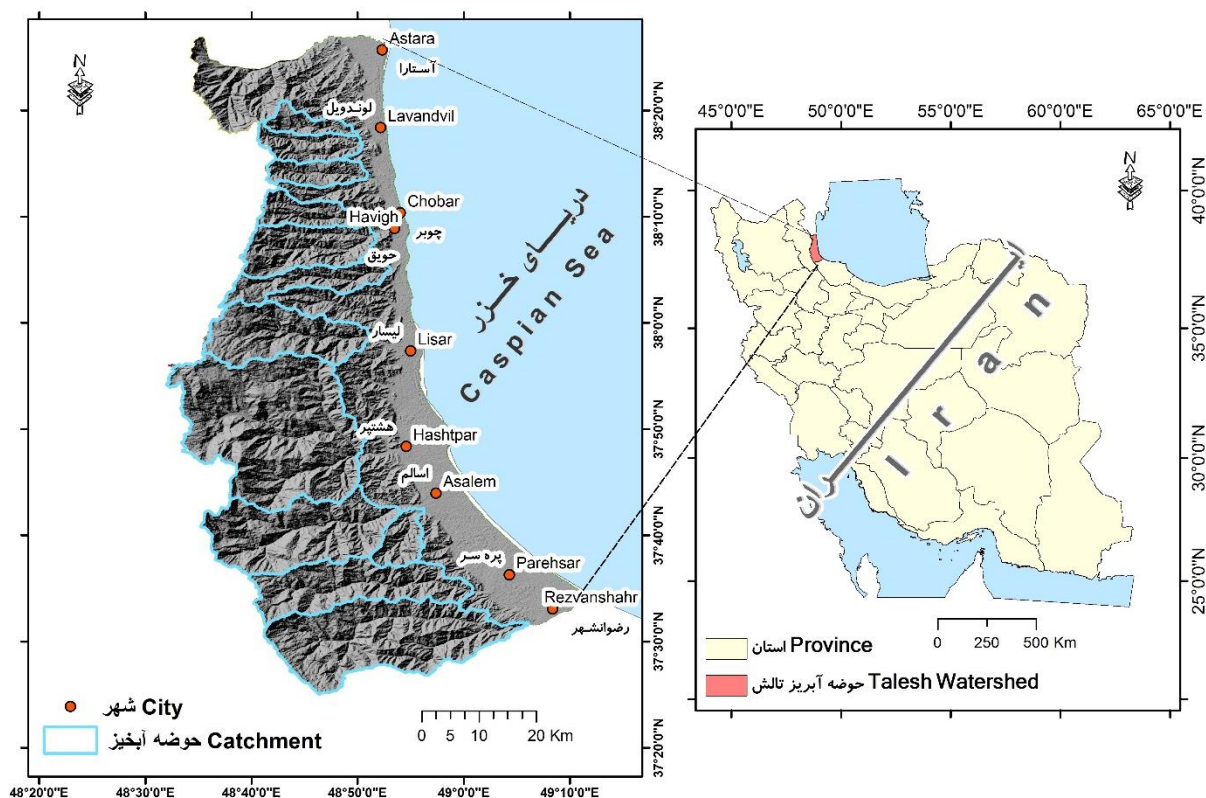 N
Astara
آستارا
لوندویل
Lavandvil
Chobar
Havigh
چوبر
حویق
لیسار
Lisar
دریای خزر
Caspian Sea
هشتپر
Hashtpar
اسالم
Asalem
پره سر
Parehsar
Rezvanshahr
رضوانشهر
شهر City
حوضه آبخیز Catchment
0 5 10 20 Km
38°20'0"N
38°10'0"N
38°0'0"N
37°50'0"N
37°40'0"N
37°30'0"N
37°20'0"N
48°20'0"E 48°30'0"E 48°40'0"E 48°50'0"E 49°0'0"E 49°10'0"E
45°0'0"E 50°0'0"E 55°0'0"E 60°0'0"E 65°0'0"E
N
40°0'0"N
35°0'0"N
30°0'0"N
25°0'0"N
ایران
Iran
0 250 500 Km
استان Province
حوضه آبریز تالش Talesh Watershed